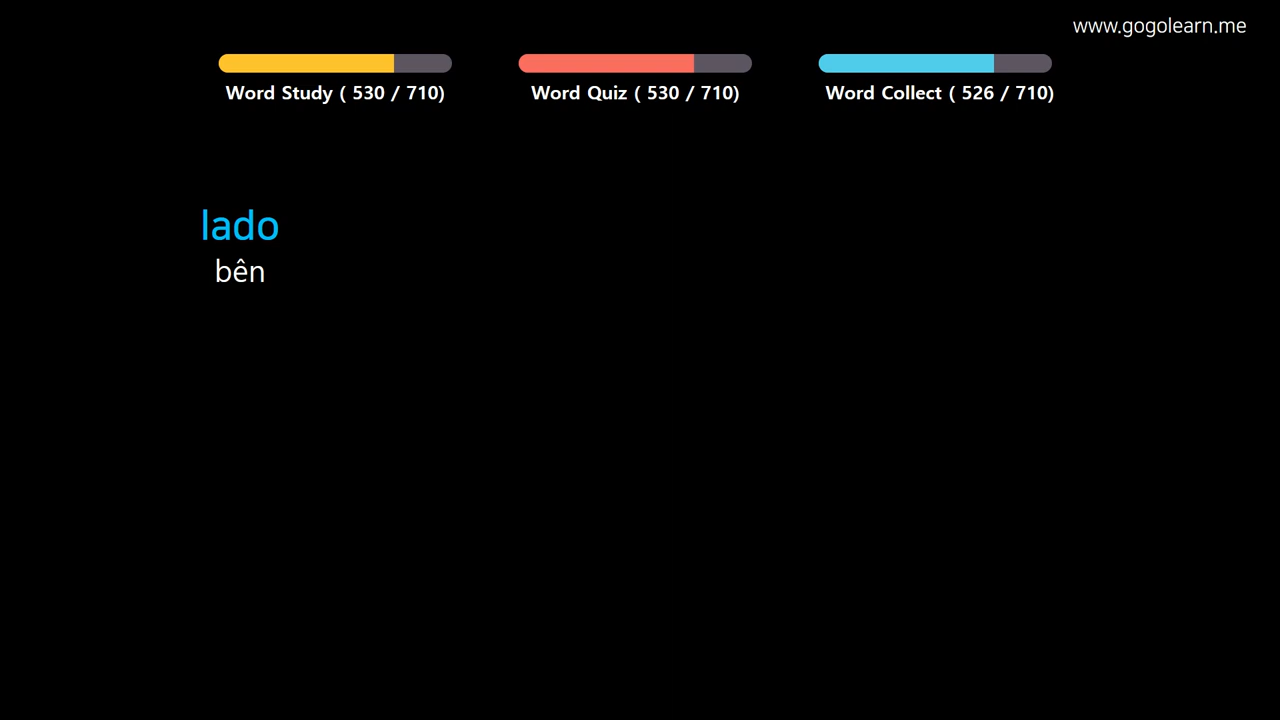 www.gogolearn.me
Word Study ( 530 / 710)
Word Quiz ( 530 / 710)
Word Collect ( 526 / 710)
lado
bên